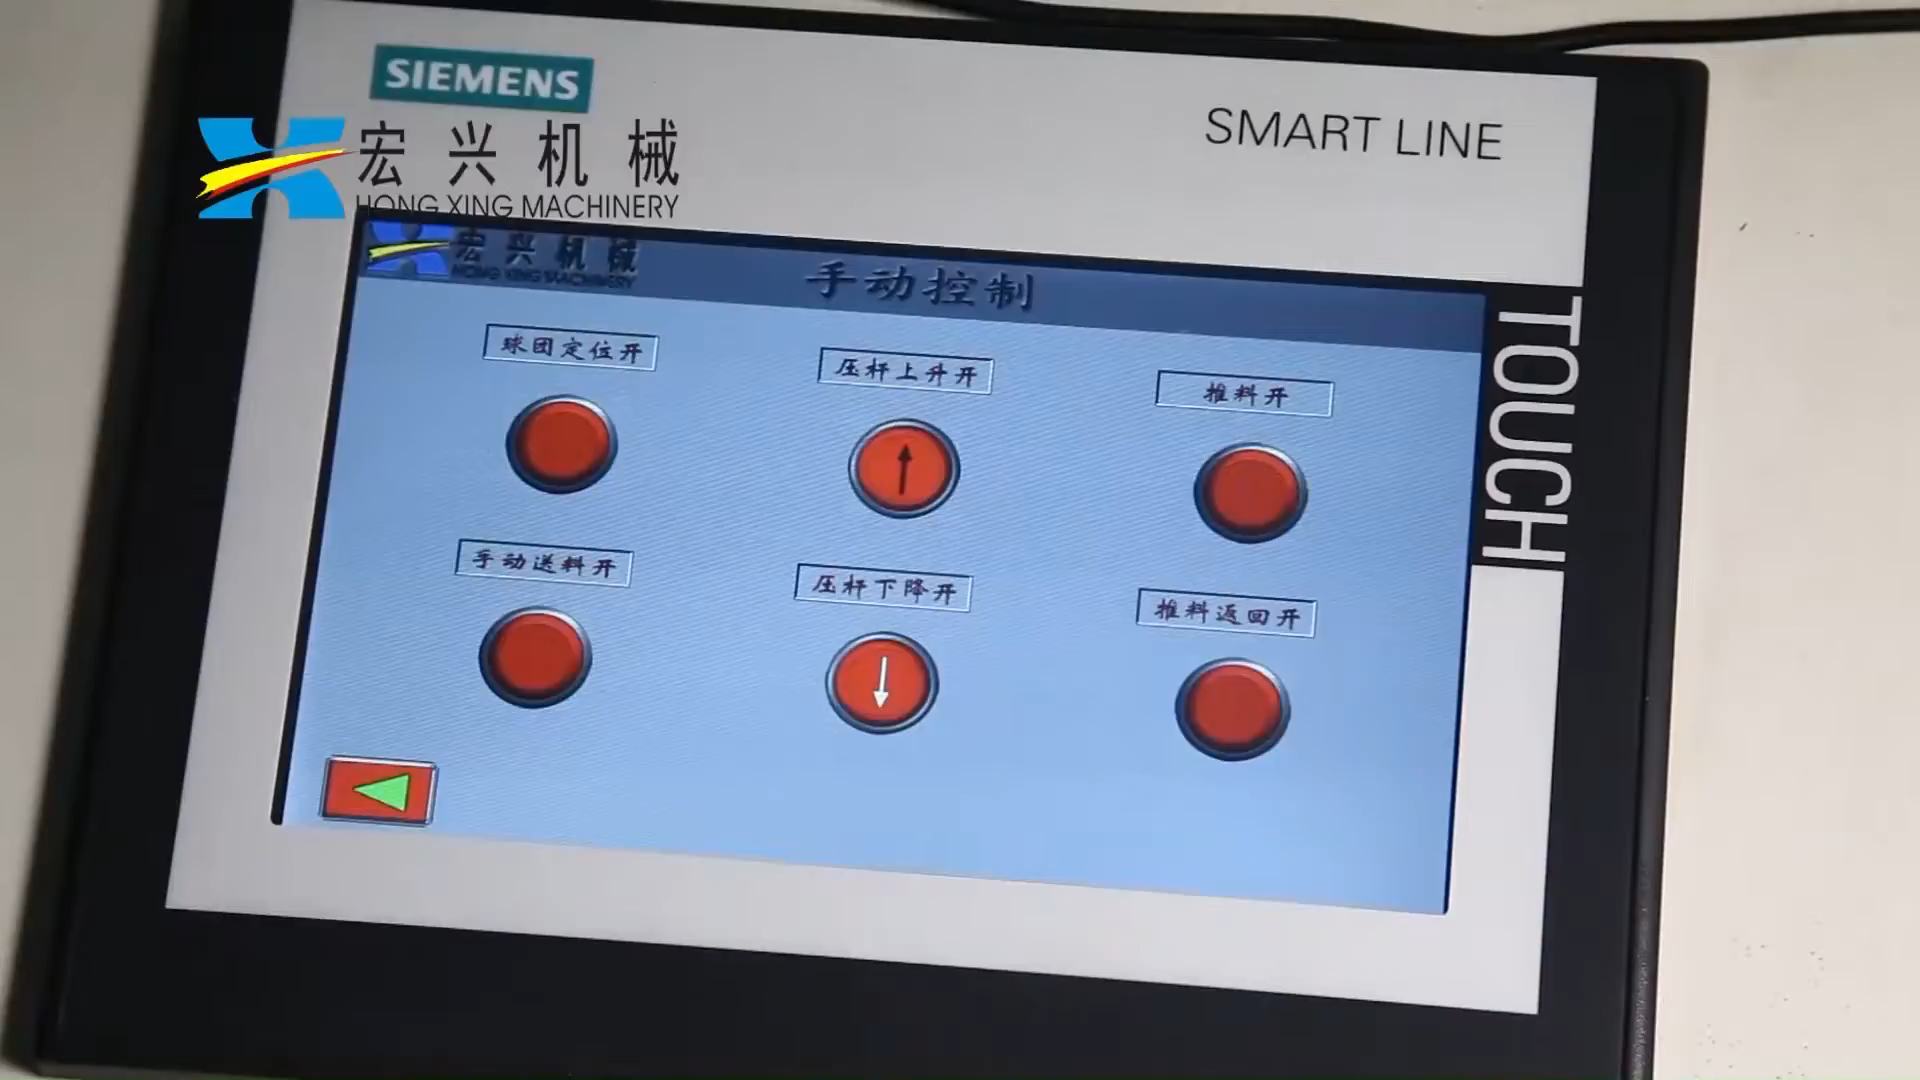 SIEMENS
SMART LINE
宏兴机械
HONG XING MACHINERY
宏兴机械
HONG XING MACHINERY
手动控制
TOUCH
球团定位开
压杆上升开
推料开
手动送料开
压杆下降开
推料返回开